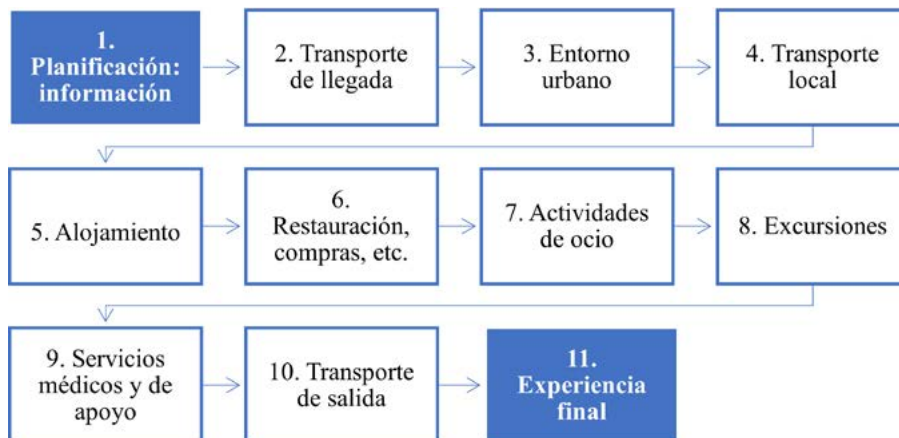 1.
Planificación:
información
2. Transporte
de llegada
3. Entorno
urbano
4. Transporte
local
5. Alojamiento
6.
Restauración,
compras, etc.
7. Actividades
de ocio
8. Excursiones
9. Servicios
médicos y de
apoyo
10. Transporte
de salida
11.
Experiencia
final